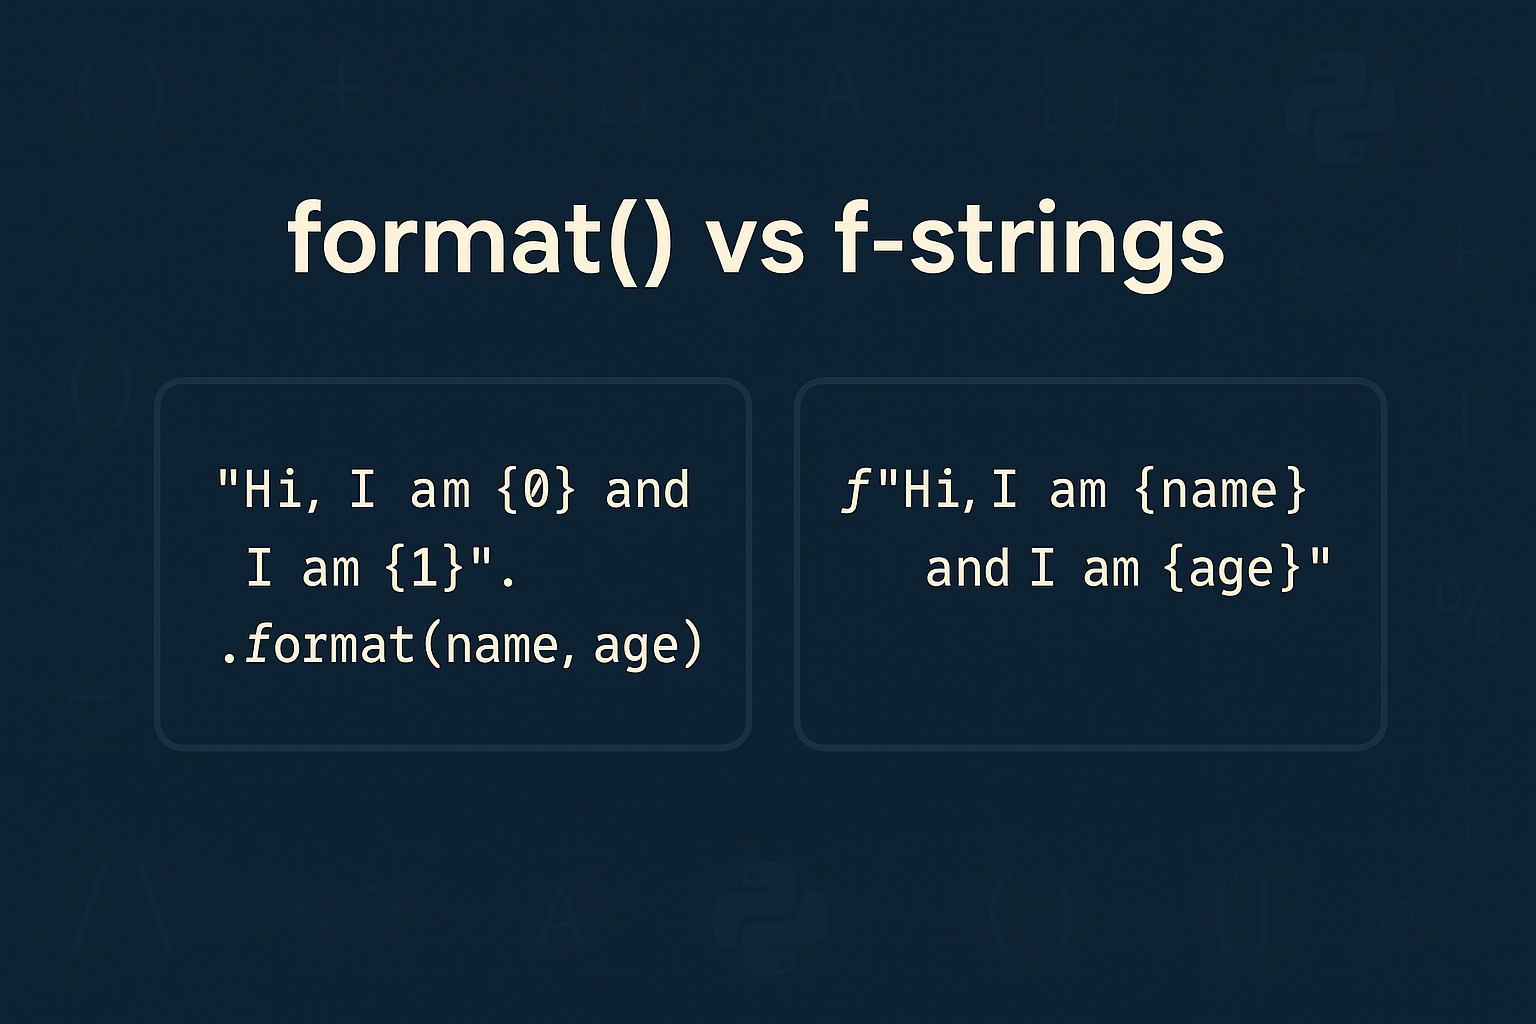 format() vs f-strings
"Hi, I am {0} and
I am {1}".
.format(name, age)
f"Hi, I am {name}
and I am {age}"